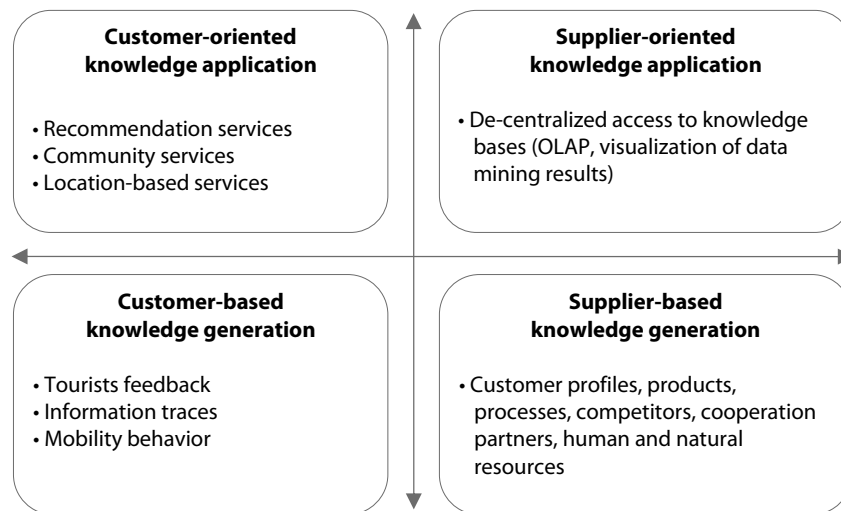 Customer-oriented
knowledge application
• Recommendation services
• Community services
• Location-based services
Supplier-oriented
knowledge application
• De-centralized access to knowledge
bases (OLAP, visualization of data
mining results)
Customer-based
knowledge generation
• Tourists feedback
• Information traces
• Mobility behavior
Supplier-based
knowledge generation
• Customer profiles, products,
processes, competitors, cooperation
partners, human and natural
resources